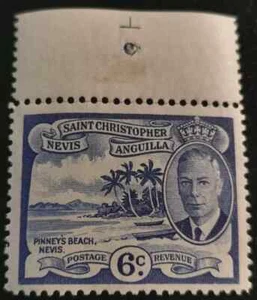 SAINT CHRISTOPHER
NEVIS
ANGUILLA
PINNEY'S BEACH,
NEVIS.
POSTAGE
6c
REVENUE